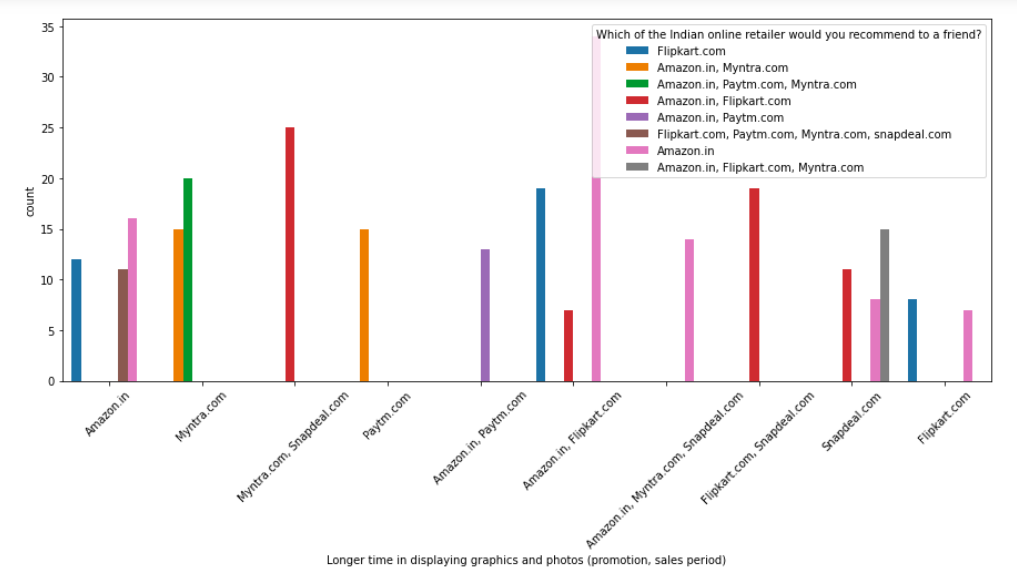 35
30
25
20
15
10
5
0
count
Which of the Indian online retailer would you recommend to a friend?
Flipkart.com
Amazon.in, Myntra.com
Amazon.in, Paytm.com, Myntra.com
Amazon.in, Flipkart.com
Amazon.in, Paytm.com
Flipkart.com, Paytm.com, Myntra.com, snapdeal.com
Amazon.in
Amazon.in, Flipkart.com, Myntra.com
Amazon.in
Myntra.com
Myntra.com, Snapdeal.com
Paytm.com
Amazon.in, Paytm.com
Amazon.in, Flipkart.com
Amazon.in, Myntra.com, Snapdeal.com
Flipkart.com, Snapdeal.com
Snapdeal.com
Flipkart.com
Longer time in displaying graphics and photos (promotion, sales period)